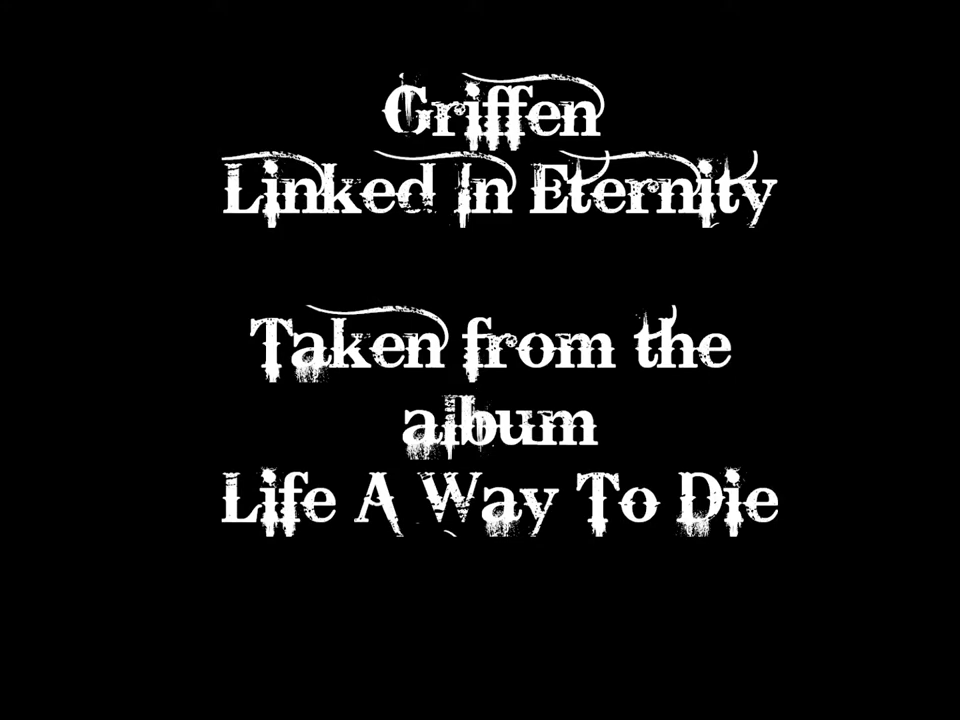 Griffen
Linked In Eternity
Taken from the
album
Life A Way To Die